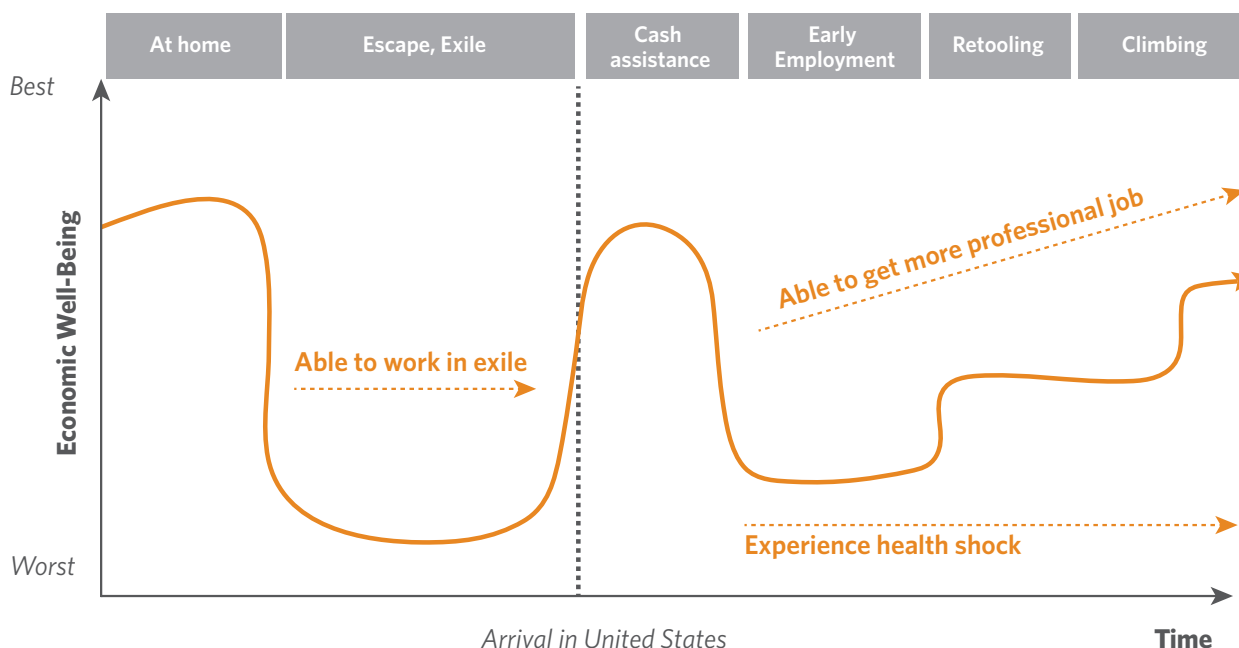 At home
Escape, Exile
Cash
assistance
Early
Employment
Retooling
Climbing
Best
Economic Well-Being
Able to get more professional job
Able to work in exile
Experience health shock
Worst
Arrival in United States
Time